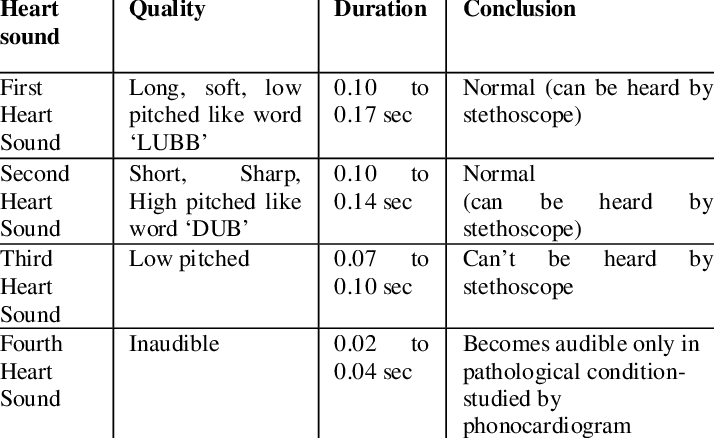 Heart sound | Quality | Duration | Conclusion
First Heart Sound | Long, soft, low pitched like word ‘LUBB’ | 0.10 to 0.17 sec | Normal (can be heard by stethoscope)
Second Heart Sound | Short, Sharp, High pitched like word ‘DUB’ | 0.10 to 0.14 sec | Normal (can be heard by stethoscope)
Third Heart Sound | Low pitched | 0.07 to 0.10 sec | Can’t be heard by stethoscope
Fourth Heart Sound | Inaudible | 0.02 to 0.04 sec | Becomes audible only in pathological condition- studied by phonocardiogram